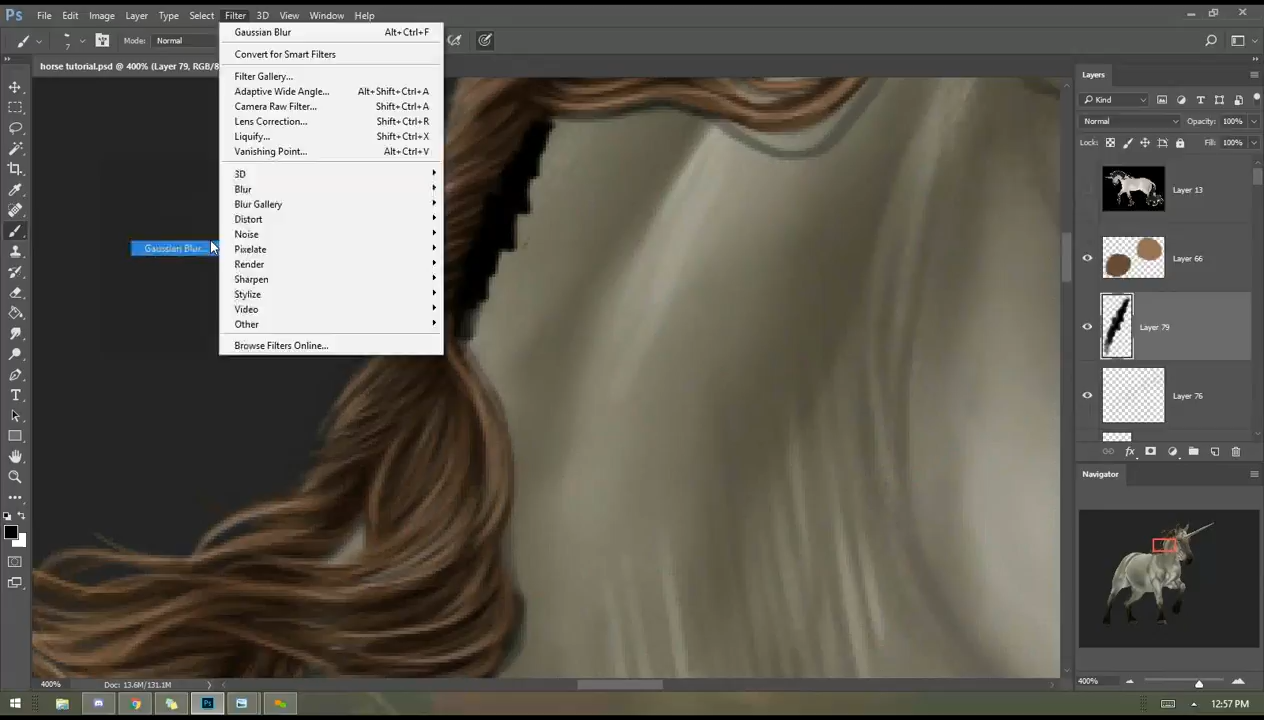 Ps File Edit Image Layer Type Select Filter 3D View Window Help
7 Mode: Normal
horse tutorial.psd @ 400% (Layer 79, RGB/8
Gaussian Blur Alt+Ctrl+F
Convert for Smart Filters
Filter Gallery...
Adaptive Wide Angle... Alt+Shift+Ctrl+A
Camera Raw Filter... Shift+Ctrl+A
Lens Correction... Shift+Ctrl+R
Liquify... Shift+Ctrl+X
Vanishing Point... Alt+Ctrl+V
3D
Blur
Blur Gallery
Distort
Noise
Pixelate
Render
Sharpen
Stylize
Video
Other
Browse Filters Online...
Gaussian Blur...
Layers
Kind
Normal Opacity: 100%
Lock: Fill: 100%
Layer 13
Layer 66
Layer 79
Layer 76
fx
Navigator
400%
400% Doc: 13.6M/131.1M
Ps 12:57 PM